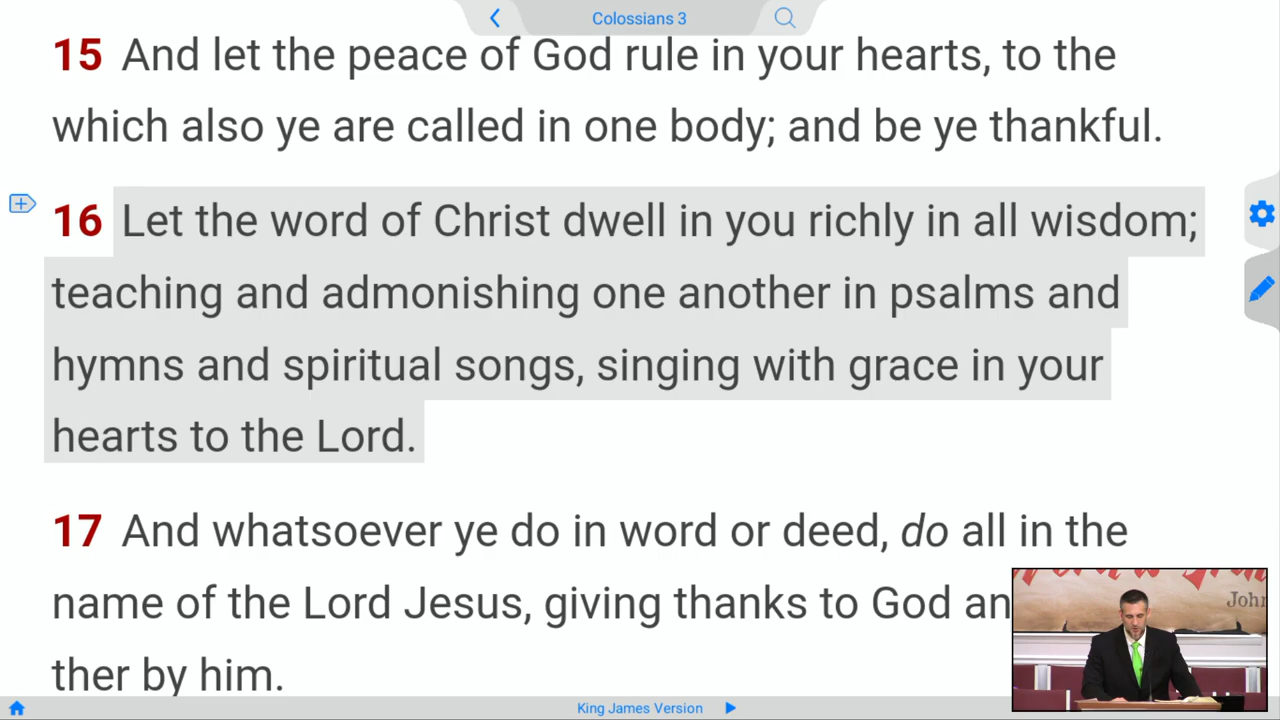 Colossians 3
15 And let the peace of God rule in your hearts, to the
which also ye are called in one body; and be ye thankful.
16 Let the word of Christ dwell in you richly in all wisdom;
teaching and admonishing one another in psalms and
hymns and spiritual songs, singing with grace in your
hearts to the Lord.
17 And whatsoever ye do in word or deed, do all in the
name of the Lord Jesus, giving thanks to God an
ther by him.
John
King James Version